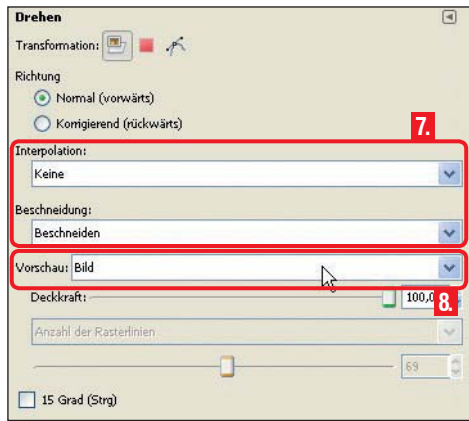 Drehen
Transformation:
Richtung
Normal (vorwärts)
Korrigierend (rückwärts)
7.
Interpolation:
Keine
Beschneidung:
Beschneiden
Vorschau: Bild
Deckkraft: 100,0
8.
Anzahl der Rasterlinien
69
15 Grad (Strg)